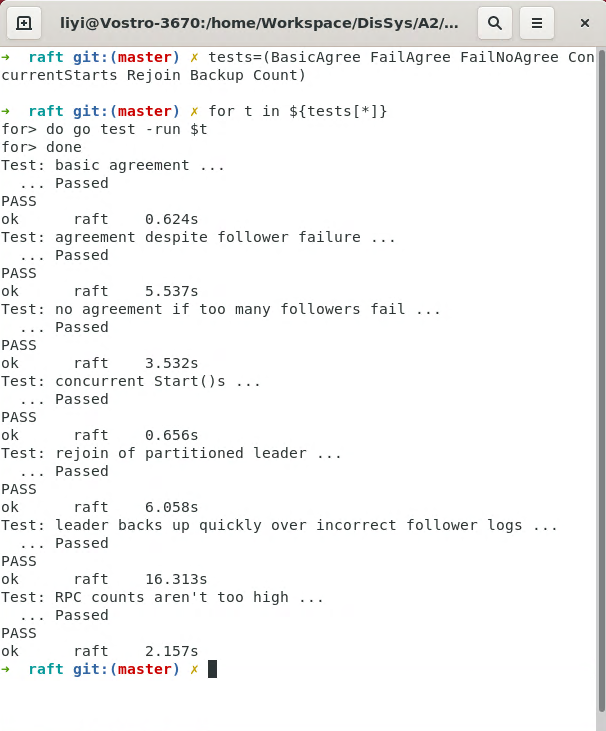 liyi@Vostro-3670:/home/Workspace/DisSys/A2/...
➜  raft git:(master) ✗ tests=(BasicAgree FailAgree FailNoAgree Con
currentStarts Rejoin Backup Count)
➜  raft git:(master) ✗ for t in ${tests[*]}
for> do go test -run $t
for> done
Test: basic agreement ...
  ... Passed
PASS
ok      raft    0.624s
Test: agreement despite follower failure ...
  ... Passed
PASS
ok      raft    5.537s
Test: no agreement if too many followers fail ...
  ... Passed
PASS
ok      raft    3.532s
Test: concurrent Start()s ...
  ... Passed
PASS
ok      raft    0.656s
Test: rejoin of partitioned leader ...
  ... Passed
PASS
ok      raft    6.058s
Test: leader backs up quickly over incorrect follower logs ...
  ... Passed
PASS
ok      raft    16.313s
Test: RPC counts aren't too high ...
  ... Passed
PASS
ok      raft    2.157s
➜  raft git:(master) ✗